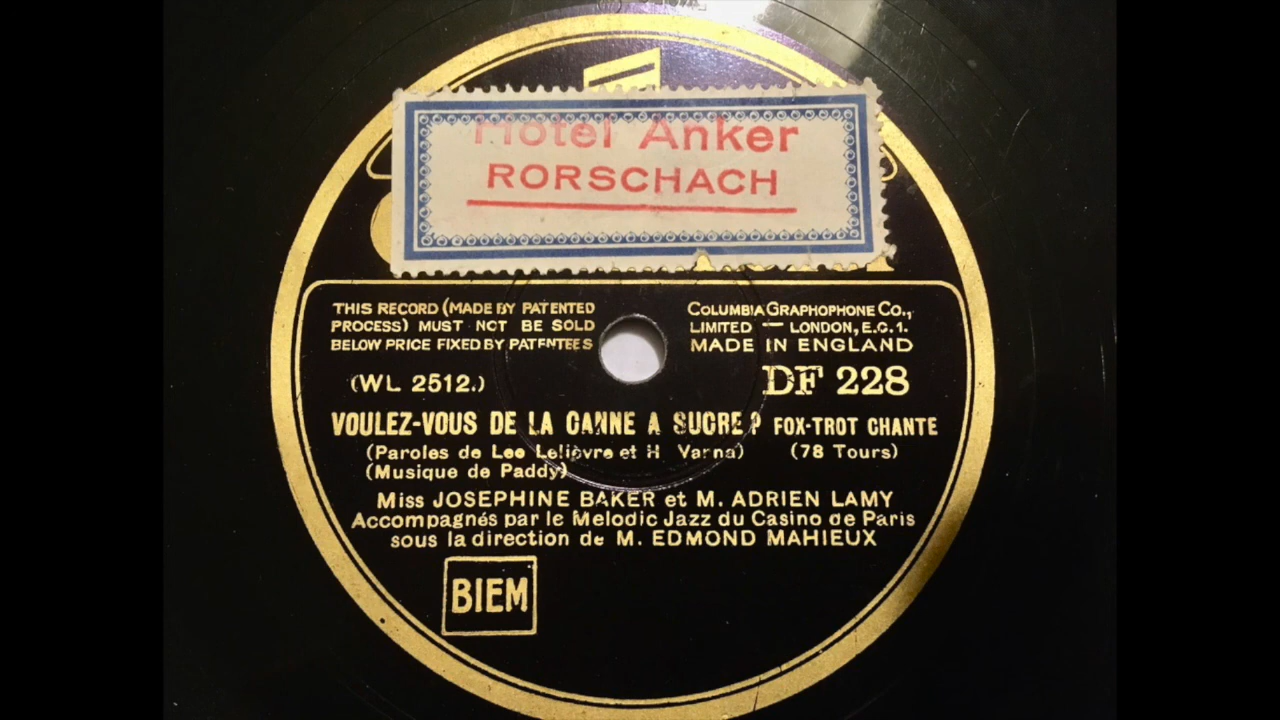 Hotel Anker
RORSCHACH
THIS RECORD (MADE BY PATENTED
PROCESS) MUST NOT BE SOLD
BELOW PRICE FIXED BY PATENTEES
COLUMBIA GRAPHOPHONE CO.,
LIMITED — LONDON, E.C.1.
MADE IN ENGLAND
(WL 2512.)
DF 228
VOULEZ-VOUS DE LA CANNE A SUCRE? FOX-TROT CHANTE
(Paroles de Leo Lelièvre et H Varna) (78 Tours)
(Musique de Paddy)
Miss JOSEPHINE BAKER et M. ADRIEN LAMY
Accompagnés par le Melodic Jazz du Casino de Paris
sous la direction de M. EDMOND MAHIEUX
BIEM